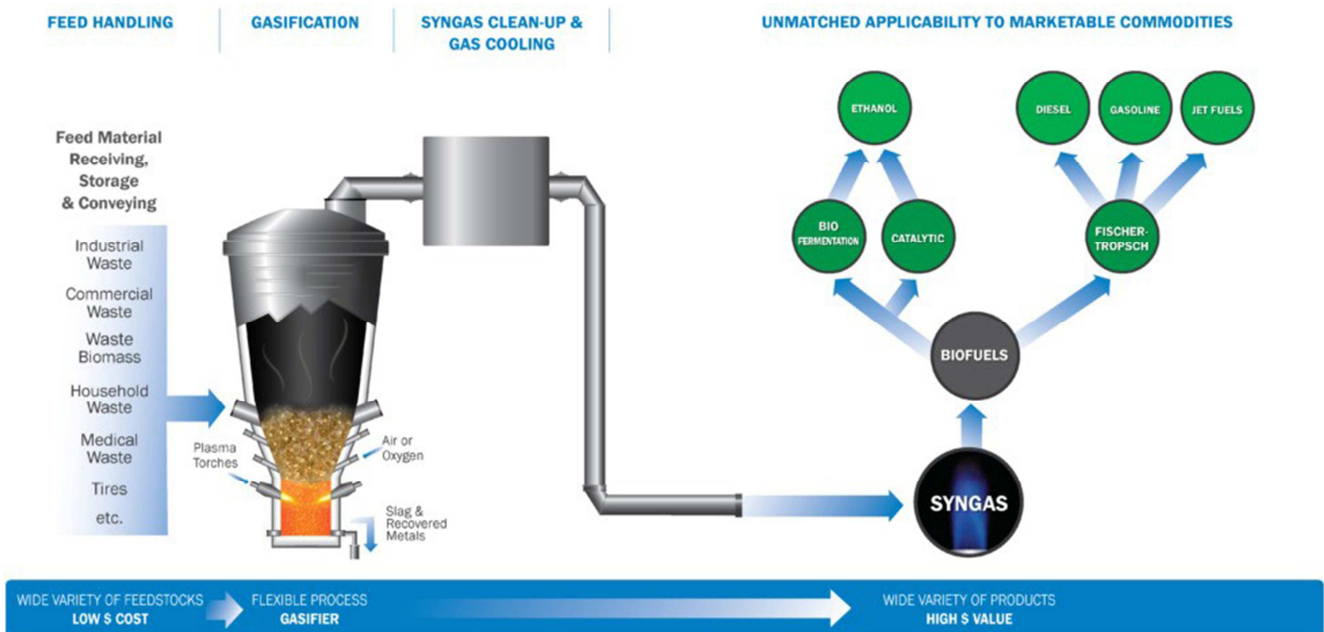 FEED HANDLING
GASIFICATION
SYNGAS CLEAN-UP &
GAS COOLING
UNMATCHED APPLICABILITY TO MARKETABLE COMMODITIES
Feed Material
Receiving,
Storage
& Conveying
Industrial
Waste
Commercial
Waste
Waste
Biomass
Household
Waste
Medical
Waste
Tires
etc.
Plasma
Torches
Air or
Oxygen
Slag &
Recovered
Metals
ETHANOL
DIESEL
GASOLINE
JET FUELS
BIO
FERMENTATION
CATALYTIC
FISCHER-
TROPSCH
BIOFUELS
SYNGAS
WIDE VARIETY OF FEEDSTOCKS
LOW $ COST
FLEXIBLE PROCESS
GASIFIER
WIDE VARIETY OF PRODUCTS
HIGH $ VALUE